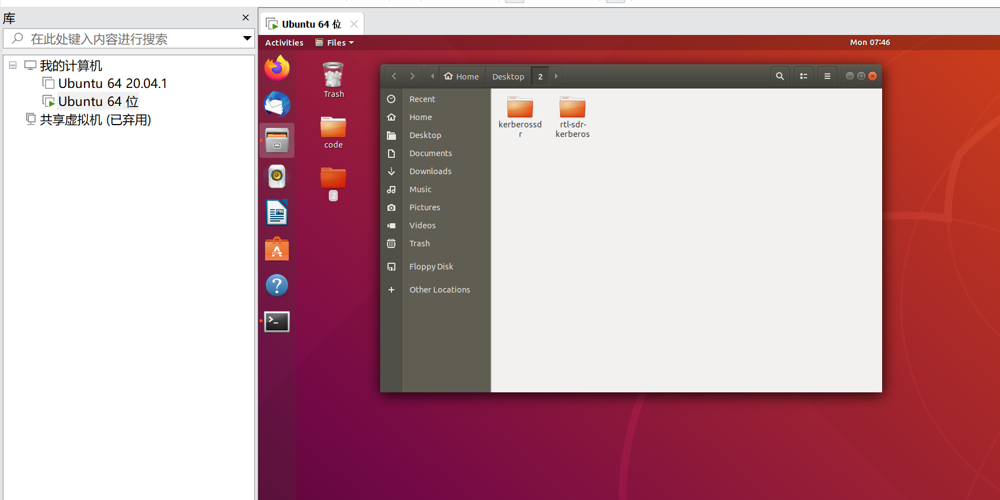 库
在此处键入内容进行搜索
我的计算机
Ubuntu 64 20.04.1
Ubuntu 64 位
共享虚拟机 (已弃用)
Ubuntu 64 位
Activities
Files
Mon 07:46
Trash
code
2
Home
Desktop
2
Recent
Home
Desktop
Documents
Downloads
Music
Pictures
Videos
Trash
Floppy Disk
Other Locations
kerberossd
r
rtl-sdr-
kerberos